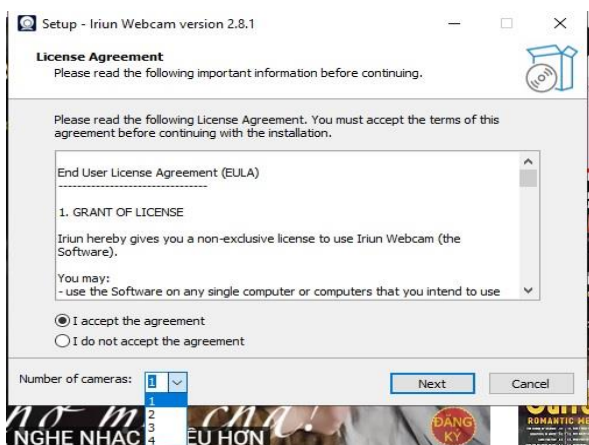 Setup - Iriun Webcam version 2.8.1
License Agreement
Please read the following important information before continuing.
Please read the following License Agreement. You must accept the terms of this
agreement before continuing with the installation.
End User License Agreement (EULA)
--------------------------------
1. GRANT OF LICENSE
Iriun hereby gives you a non-exclusive license to use Iriun Webcam (the
Software).
You may:
- use the Software on any single computer or computers that you intend to use
I accept the agreement
I do not accept the agreement
Number of cameras: 1
Next
Cancel
1
2
3
4
NGHE NHẠC
ÊU HƠN
ĐĂNG
KÝ
ROMANTIC